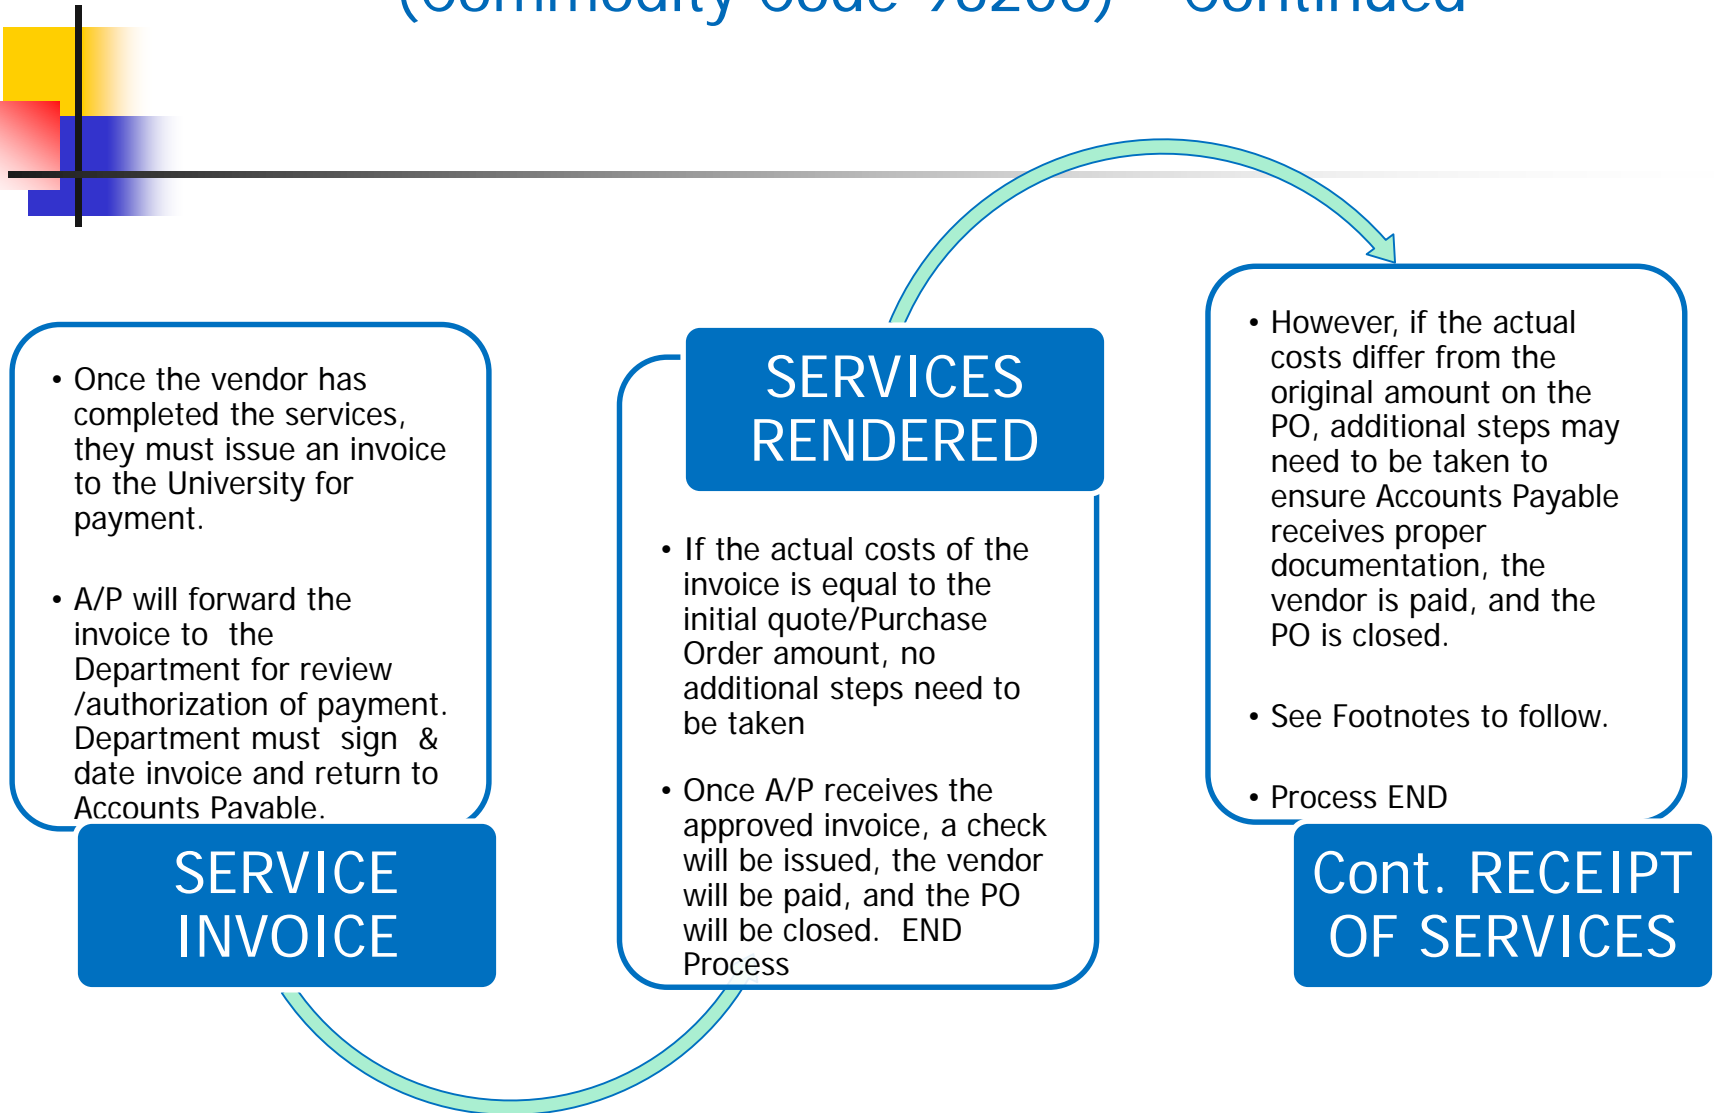 (Commodity Code 98200) - Continued
• Once the vendor has
completed the services,
they must issue an invoice
to the University for
payment.
• A/P will forward the
invoice to  the
Department for review
/authorization of payment.
Department must  sign  &
date invoice and return to
Accounts Payable.
SERVICE
INVOICE
SERVICES
RENDERED
• If the actual costs of the
invoice is equal to the
initial quote/Purchase
Order amount, no
additional steps need to
be taken
• Once A/P receives the
approved invoice, a check
will be issued, the vendor
will be paid, and the PO
will be closed.  END
Process
• However, if the actual
costs differ from the
original amount on the
PO, additional steps may
need to be taken to
ensure Accounts Payable
receives proper
documentation, the
vendor is paid, and the
PO is closed.
• See Footnotes to follow.
• Process END
Cont. RECEIPT
OF SERVICES